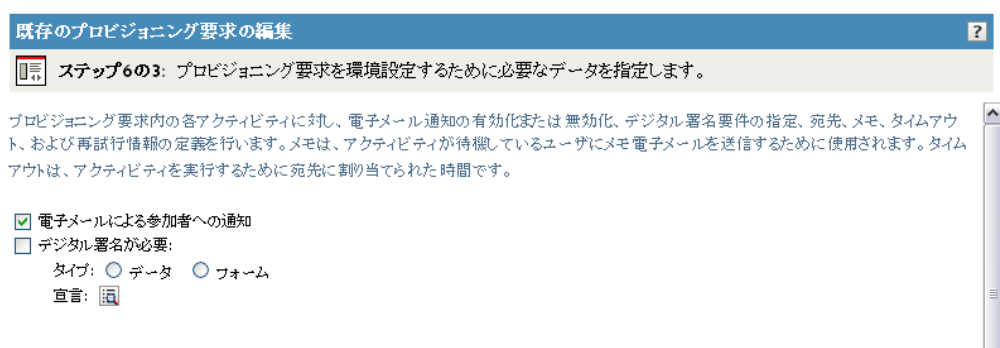 既存のプロビジョニング要求の編集
?
ステップ6の3: プロビジョニング要求を環境設定するために必要なデータを指定します。
プロビジョニング要求内の各アクティビティに対し、電子メール通知の有効化または無効化、デジタル署名要件の指定、宛先、メモ、タイムアウ
ト、および再試行情報の定義を行います。メモは、アクティビティが待機しているユーザにメモ電子メールを送信するために使用されます。タイム
アウトは、アクティビティを実行するために宛先に割り当てられた時間です。
電子メールによる参加者への通知
デジタル署名が必要:
タイプ: データ フォーム
宣言: